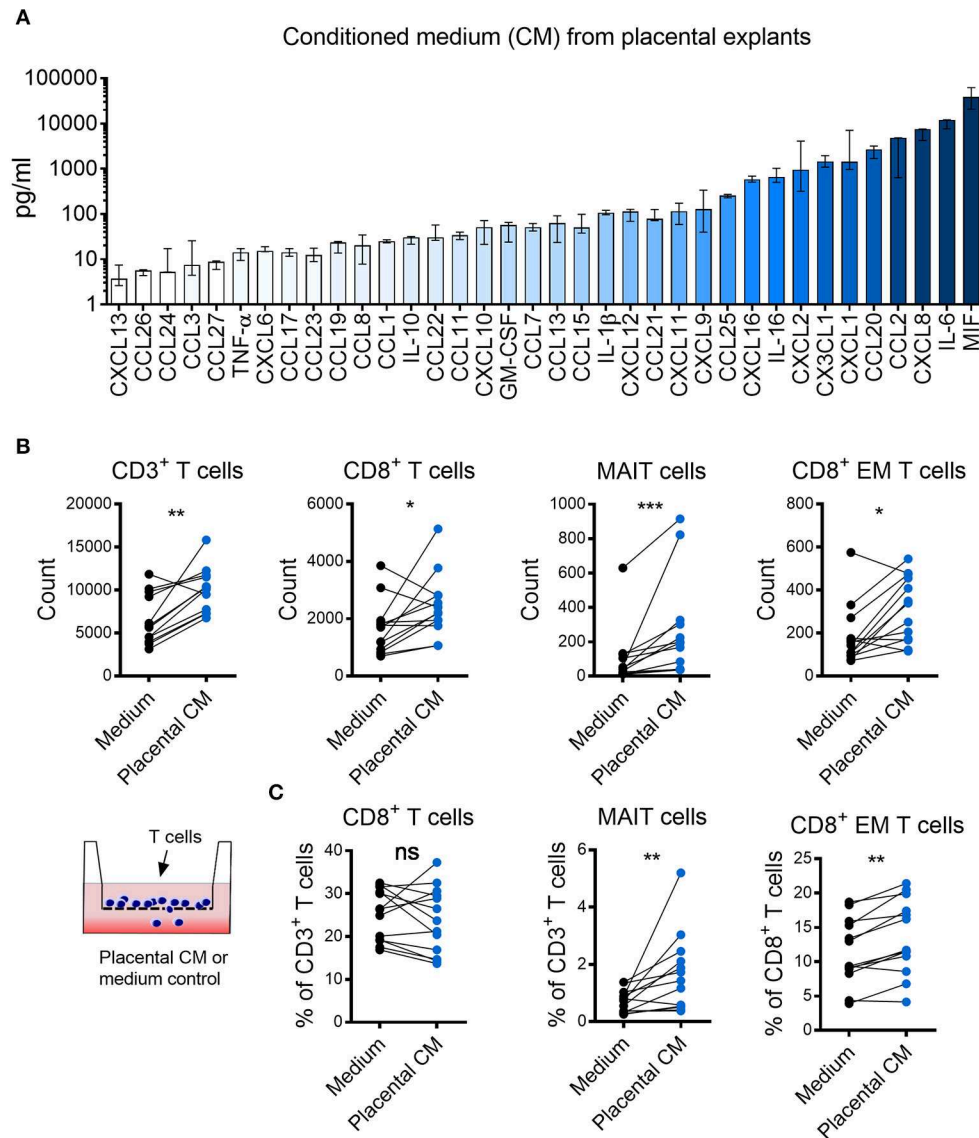 A
Conditioned medium (CM) from placental explants
pg/ml
100000
10000
1000
100
10
1
CXCL13
CCL26
CCL24
CCL3
CCL27
TNF-α
CXCL6
CCL17
CCL23
CCL19
CCL8
CCL1
IL-10
CCL22
CCL11
CXCL10
GM-CSF
CCL7
CCL13
CCL15
IL-1β
CXCL12
CCL21
CXCL11
CXCL9
CCL25
CXCL16
IL-16
CXCL2
CX3CL1
CXCL1
CCL20
CCL2
CXCL8
IL-6
MIF
B
CD3⁺ T cells
Count
20000
15000
10000
5000
0
**
Medium
Placental CM
CD8⁺ T cells
Count
6000
4000
2000
0
*
Medium
Placental CM
MAIT cells
Count
1000
800
600
400
200
0
***
Medium
Placental CM
CD8⁺ EM T cells
Count
800
600
400
200
0
*
Medium
Placental CM
T cells
Placental CM or
medium control
C
CD8⁺ T cells
% of CD3⁺ T cells
40
30
20
10
0
ns
Medium
Placental CM
MAIT cells
% of CD3⁺ T cells
6
4
2
0
**
Medium
Placental CM
CD8⁺ EM T cells
% of CD8⁺ T cells
25
20
15
10
5
0
**
Medium
Placental CM